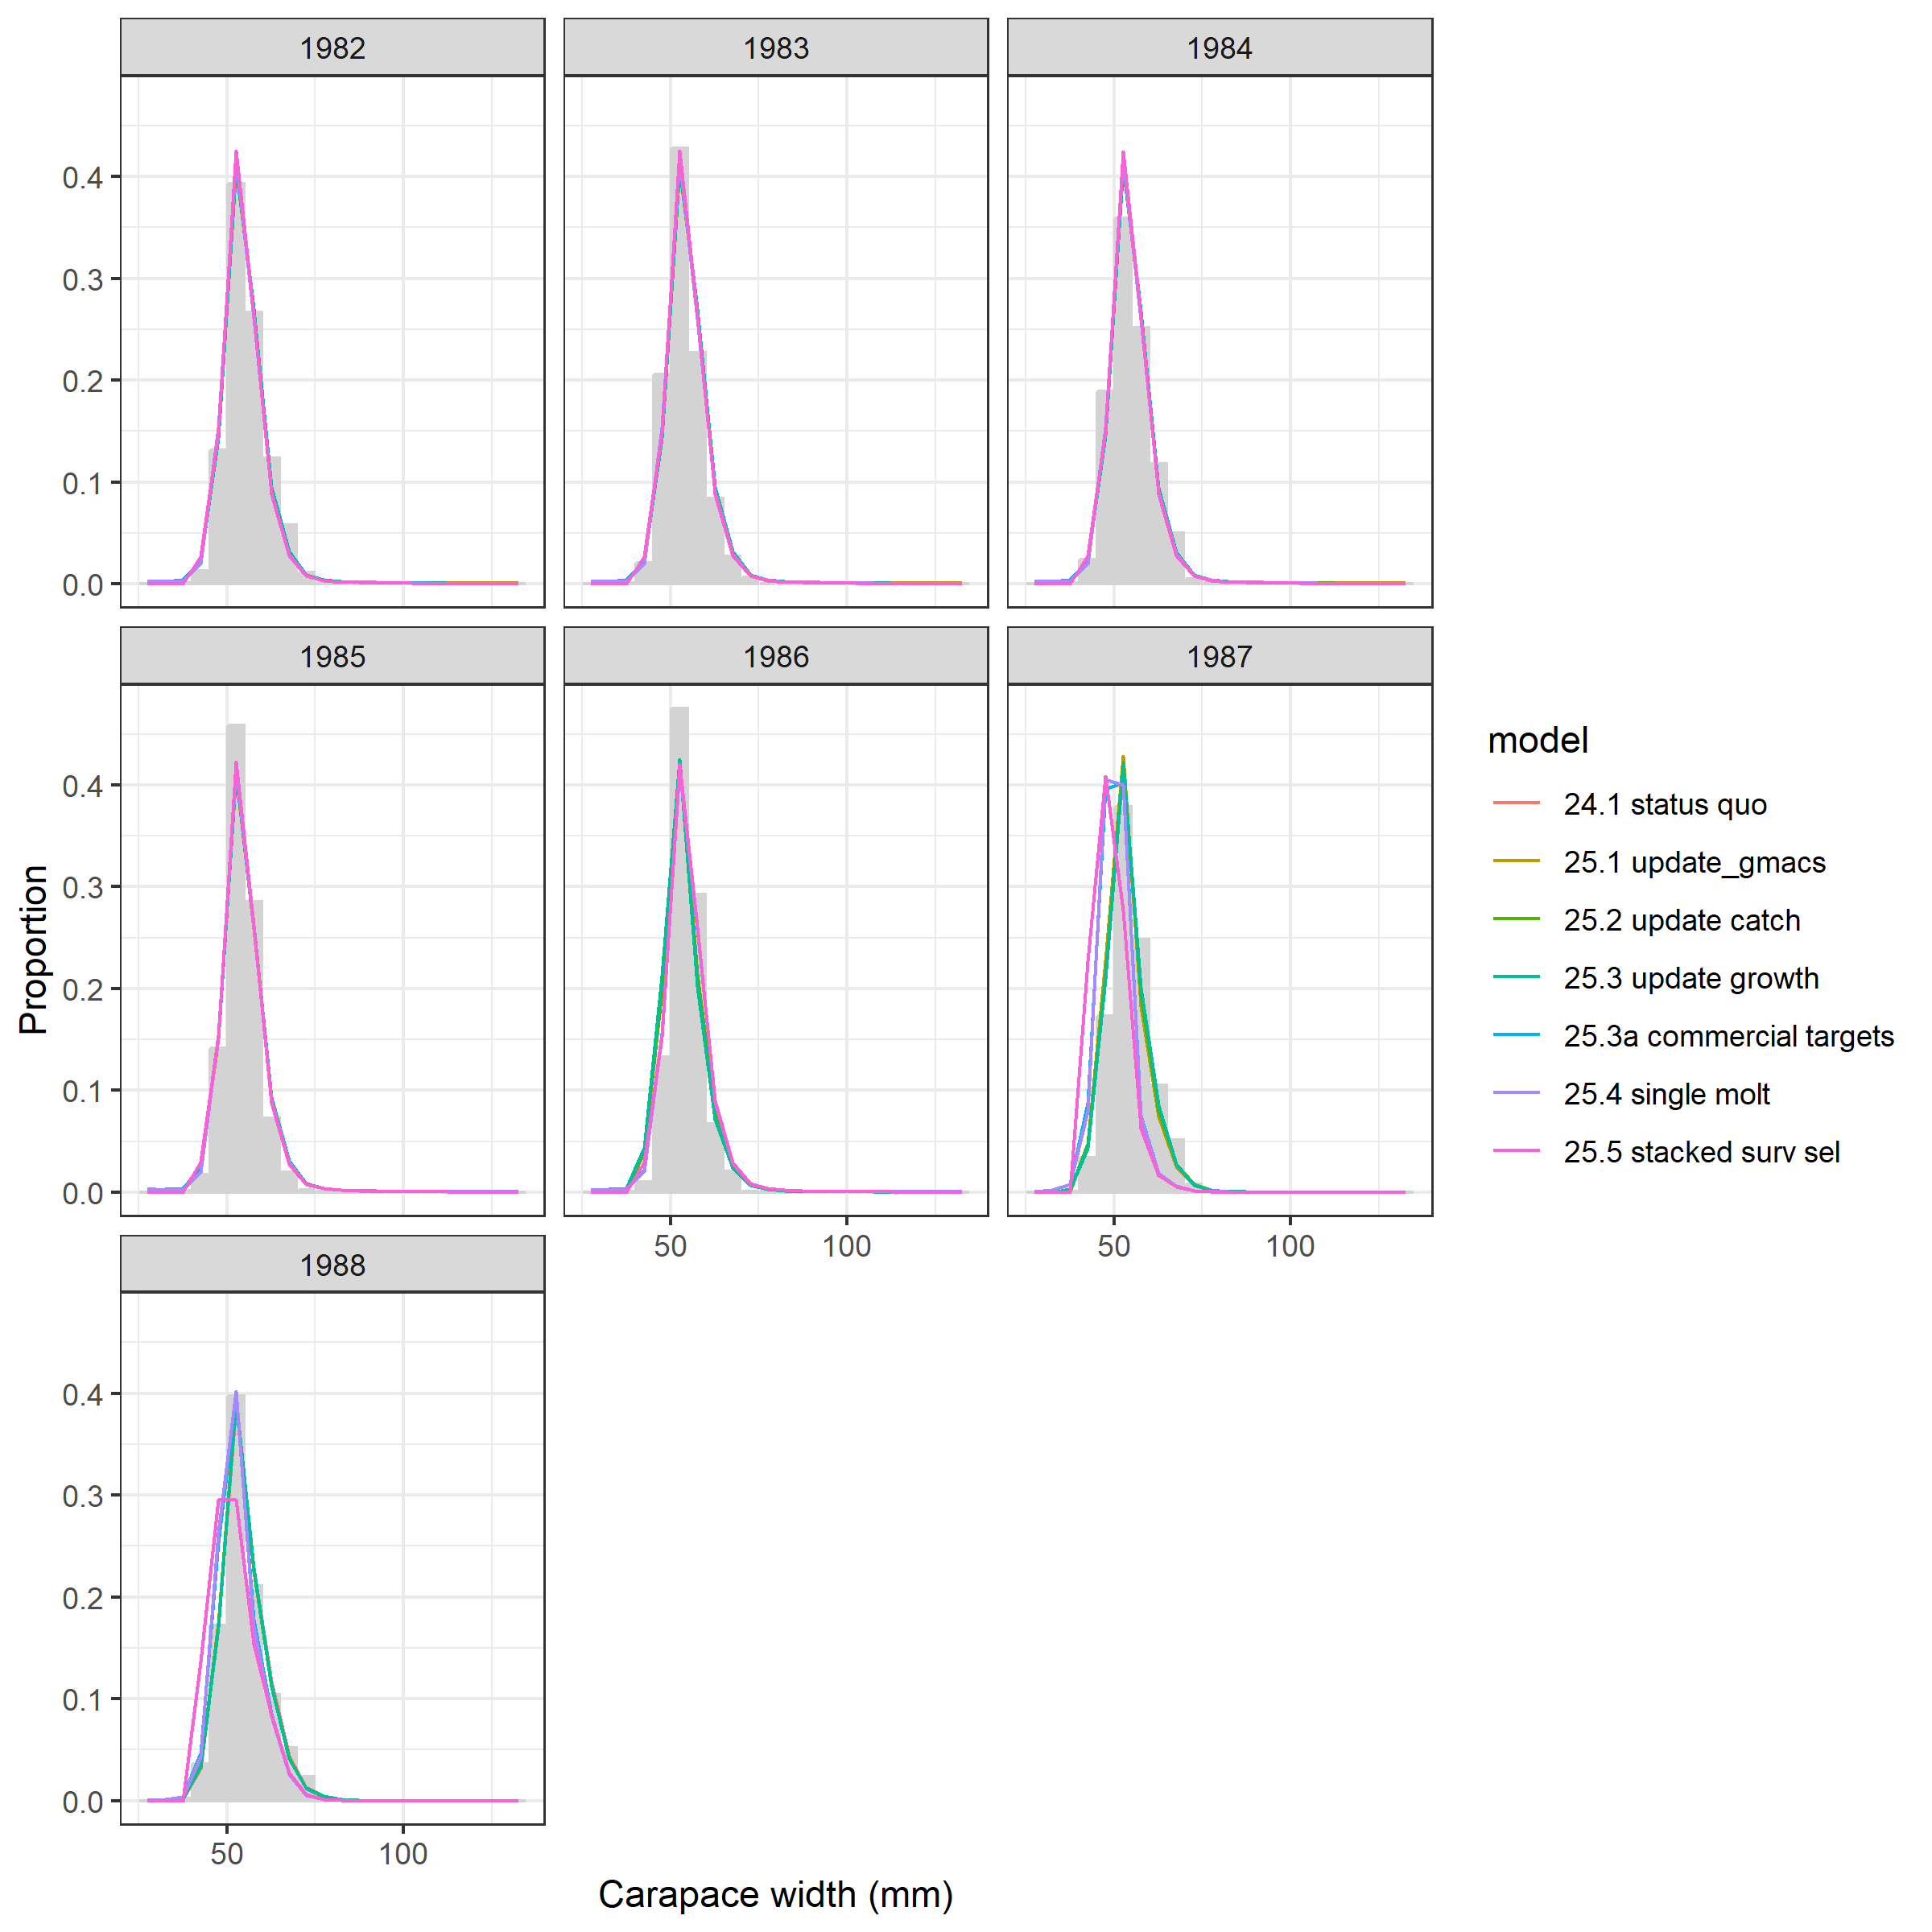 1982 1983 1984
0.4
0.3
0.2
0.1
0.0
1985 1986 1987
0.4
0.3
0.2
0.1
0.0
50 100 50 100
1988
0.4
0.3
0.2
0.1
0.0
50 100
Carapace width (mm)
Proportion
model
24.1 status quo
25.1 update_gmacs
25.2 update catch
25.3 update growth
25.3a commercial targets
25.4 single molt
25.5 stacked surv sel